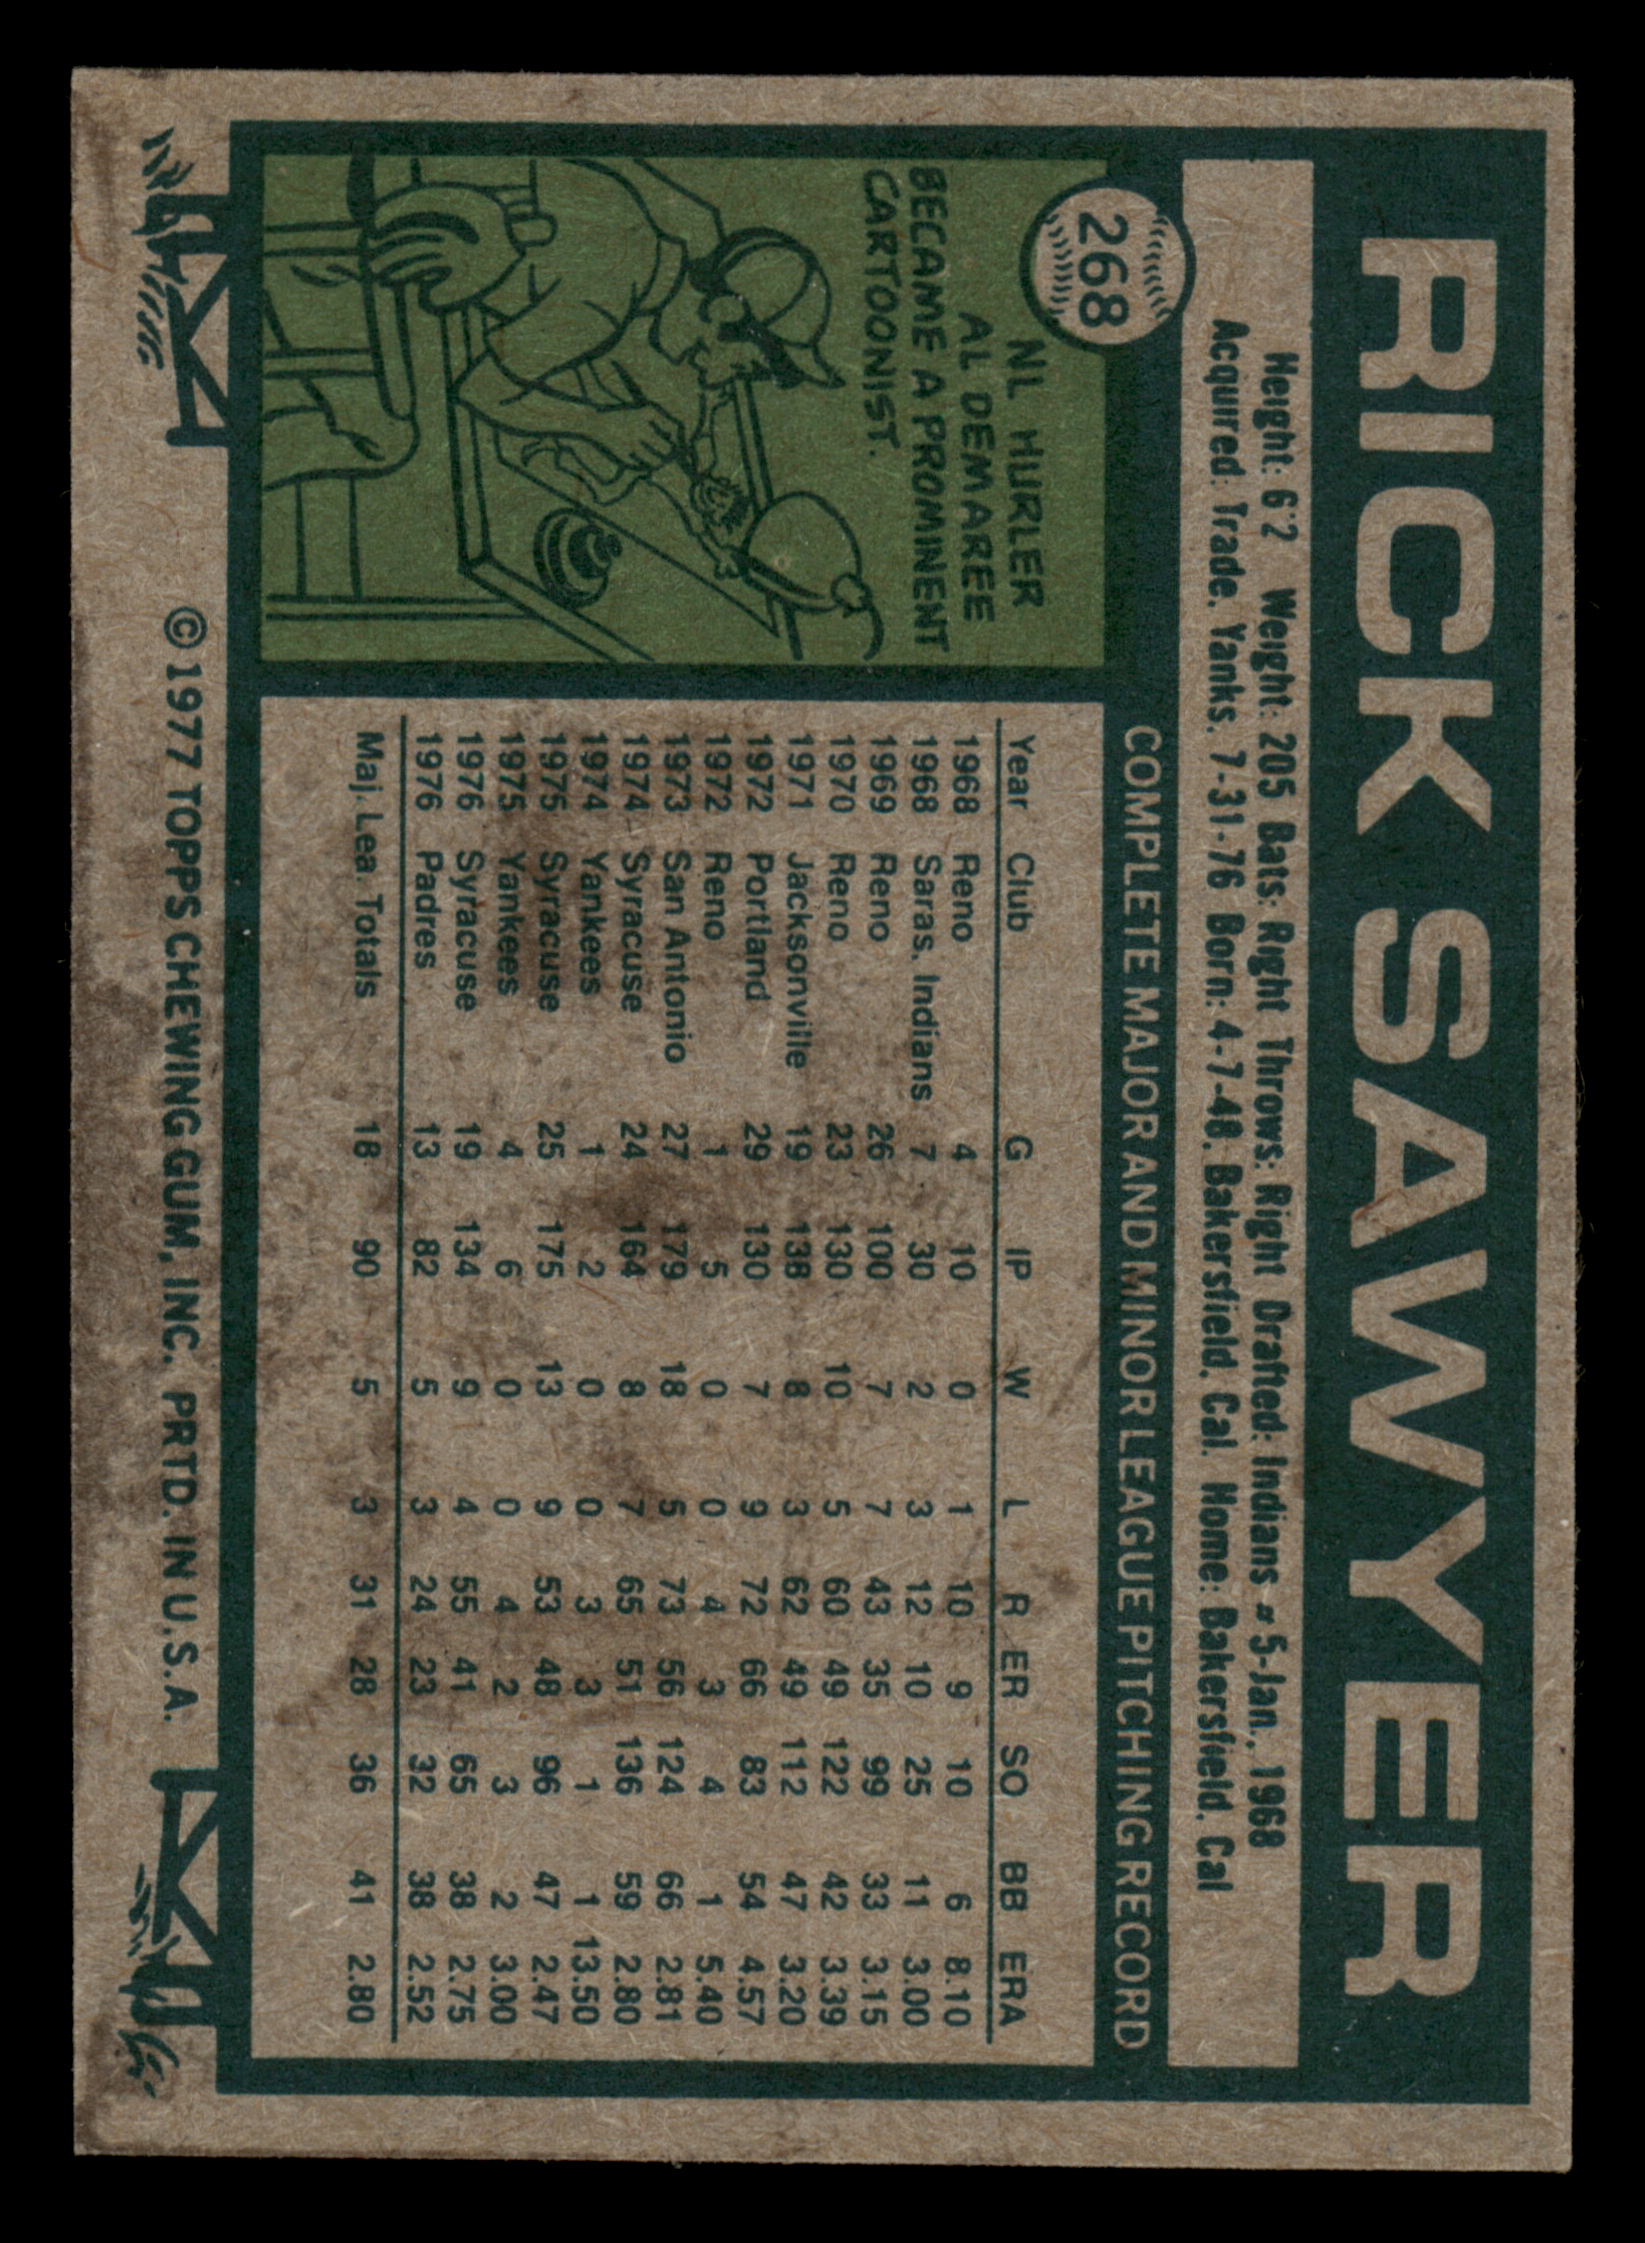 RICK SAWYER
Height: 6'2 Weight: 205 Bats: Right Throws: Right Drafted: Indians #5-Jan., 1968
Acquired: Trade, Yanks, 7-31-76 Born: 4-7-48, Bakersfield, Cal. Home: Bakersfield, Cal
268
NL HURLER
AL DEMAREE
BECAME A PROMINENT
CARTOONIST.
COMPLETE MAJOR AND MINOR LEAGUE PITCHING RECORD
Year Club G IP W L R ER SO BB ERA
1968 Reno 4 10 0 1 10 9 10 6 8.10
1968 Saras. Indians 7 30 2 3 12 10 25 11 3.00
1969 Reno 26 100 7 7 43 35 99 33 3.15
1970 Reno 23 130 10 5 60 49 122 42 3.39
1971 Jacksonville 19 138 8 3 62 49 112 47 3.20
1972 Portland 29 130 7 9 72 66 83 54 4.57
1972 Reno 1 5 0 0 4 3 4 1 5.40
1973 San Antonio 27 179 18 5 73 56 124 66 2.81
1974 Syracuse 24 164 8 7 65 51 136 59 2.80
1974 Yankees 1 2 0 0 3 3 1 1 13.50
1975 Syracuse 25 175 13 9 53 48 96 47 2.47
1975 Yankees 4 6 0 0 4 2 3 2 3.00
1976 Syracuse 19 134 9 4 55 41 65 38 2.75
1976 Padres 13 82 5 3 24 23 32 38 2.52
Maj. Lea. Totals 18 90 5 3 31 28 36 41 2.80
©1977 TOPPS CHEWING GUM, INC. PRTD. IN U.S.A.